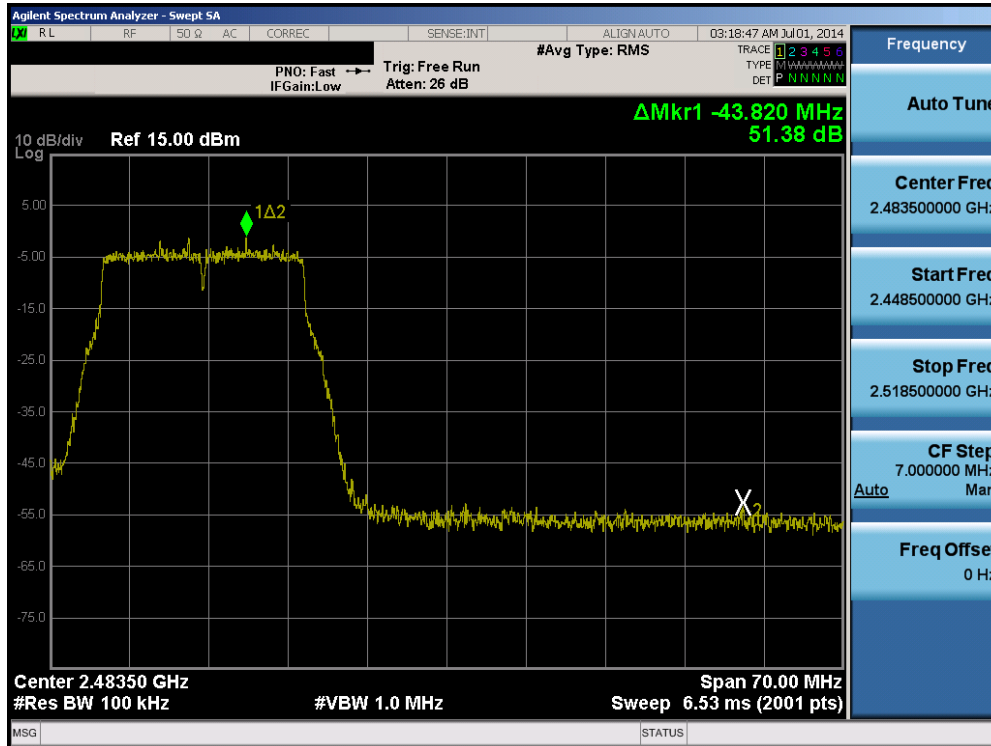 Agilent Spectrum Analyzer - Swept SA
LXI RL RF 50 Ω AC CORREC SENSE:INT ALIGN AUTO 03:18:47 AM Jul 01, 2014
#Avg Type: RMS TRACE 1 2 3 4 5 6
PNO: Fast Trig: Free Run TYPE M
IFGain:Low Atten: 26 dB DET P N N N N N
ΔMkr1 -43.820 MHz
51.38 dB
10 dB/div Ref 15.00 dBm
Log
5.00
1Δ2
-5.00
-15.0
-25.0
-35.0
-45.0
X2
-55.0
-65.0
-75.0
Center 2.48350 GHz Span 70.00 MHz
#Res BW 100 kHz #VBW 1.0 MHz Sweep 6.53 ms (2001 pts)
MSG STATUS
Frequency
Auto Tune
Center Freq
2.483500000 GHz
Start Freq
2.448500000 GHz
Stop Freq
2.518500000 GHz
CF Step
7.000000 MHz
Auto Man
Freq Offset
0 Hz